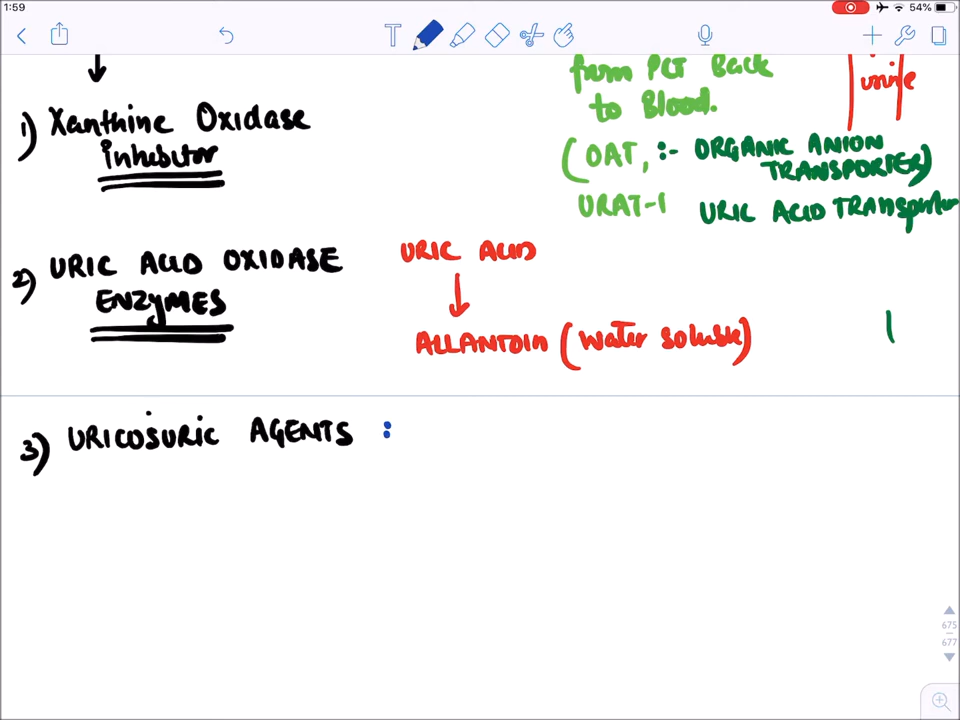 1:59
54%
T
from PCT Back
to Blood.
urine
1) Xanthine Oxidase
inhibitor
(OAT, :- ORGANIC ANION
TRANSPORTER)
URAT-1 URIC ACID TRANSporter
2) URIC ACID OXIDASE
ENZYMES
URIC ACID
ALLANTOIN (water soluble)
3) URICOSURIC AGENTS :
675
677